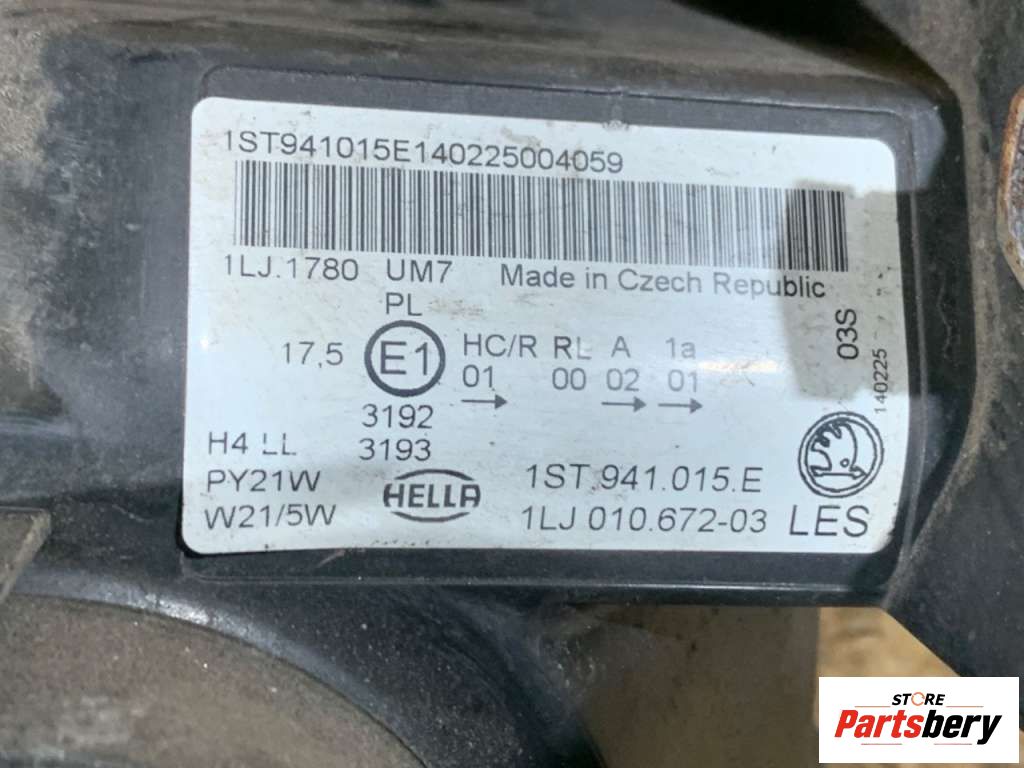 1ST941015E140225004059
1LJ.1780 UM7 Made in Czech Republic
PL
17,5 E1 HC/R RL A 1a
01 00 02 01
03S
140225
3192
H4 LL 3193
PY21W HELLA 1ST.941.015.E
W21/5W 1LJ 010.672-03 LES
STORE
Partsbery